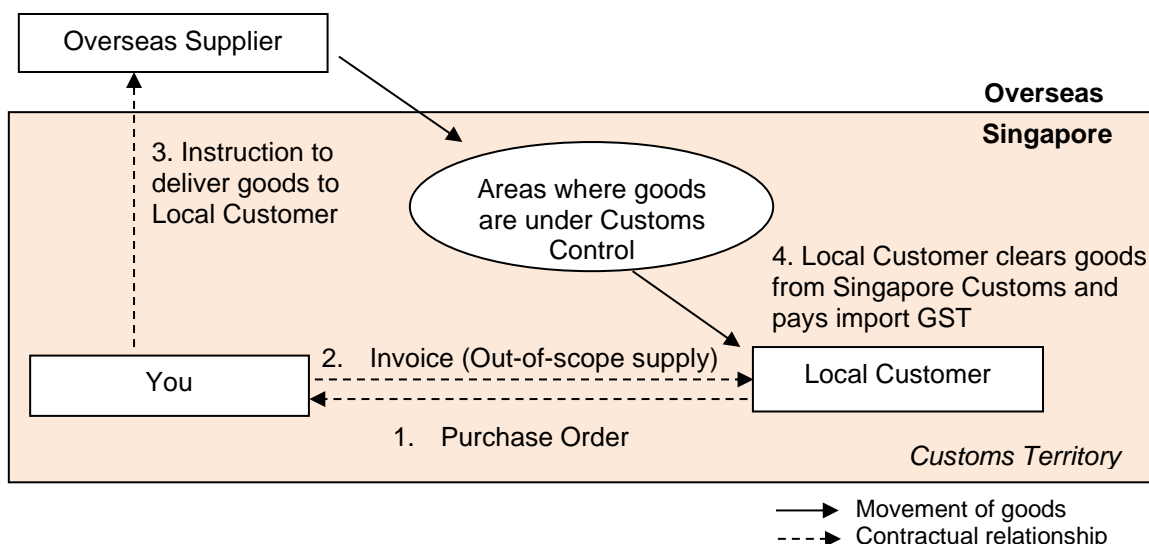 Overseas Supplier
Overseas
Singapore
3. Instruction to
deliver goods to
Local Customer
Areas where goods
are under Customs
Control
4. Local Customer clears goods
from Singapore Customs and
pays import GST
2. Invoice (Out-of-scope supply)
You
Local Customer
1. Purchase Order
Customs Territory
Movement of goods
Contractual relationship